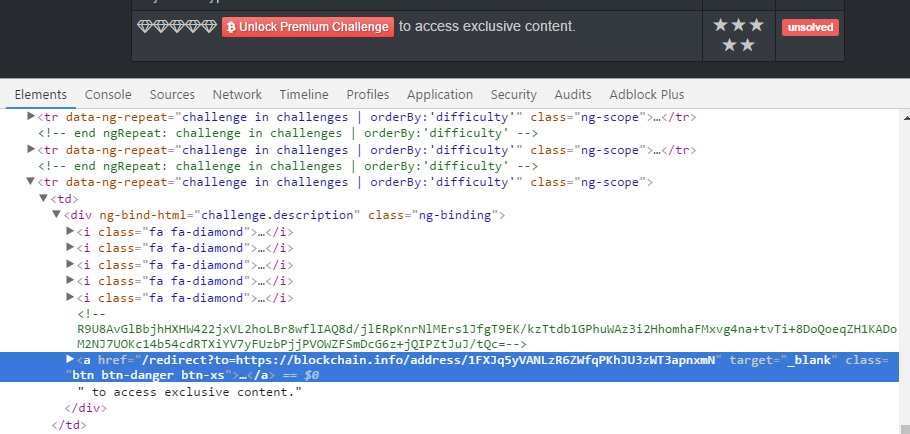 Unlock Premium Challenge to access exclusive content.
unsolved
Elements Console Sources Network Timeline Profiles Application Security Audits Adblock Plus
<tr data-ng-repeat="challenge in challenges | orderBy:'difficulty'" class="ng-scope">…</tr>
<!-- end ngRepeat: challenge in challenges | orderBy:'difficulty' -->
<tr data-ng-repeat="challenge in challenges | orderBy:'difficulty'" class="ng-scope">…</tr>
<!-- end ngRepeat: challenge in challenges | orderBy:'difficulty' -->
<tr data-ng-repeat="challenge in challenges | orderBy:'difficulty'" class="ng-scope">
<td>
<div ng-bind-html="challenge.description" class="ng-binding">
<i class="fa fa-diamond">…</i>
<i class="fa fa-diamond">…</i>
<i class="fa fa-diamond">…</i>
<i class="fa fa-diamond">…</i>
<i class="fa fa-diamond">…</i>
<!--
R9U8AvGlBbjhHXHW422jxVL2hoLBr8wflIAQ8d/jlERpKnrNlMErs1JfgT9EK/kzTtdb1GPhuWAz3i2HhomhaFMxvg4na+tvTi+8DoQoeqZH1KADo
M2NJ7UOKc14b54cdRTXiYV7yFUzbPjjPVOWZFSmDcG6z+jQIPZtJuJ/tQc=-->
<a href="/redirect?to=https://blockchain.info/address/1FXJq5yVANLzR6ZWfqPKhJU3zWT3apnxmN" target="_blank" class=
"btn btn-danger btn-xs">…</a> == $0
" to access exclusive content."
</div>
</td>